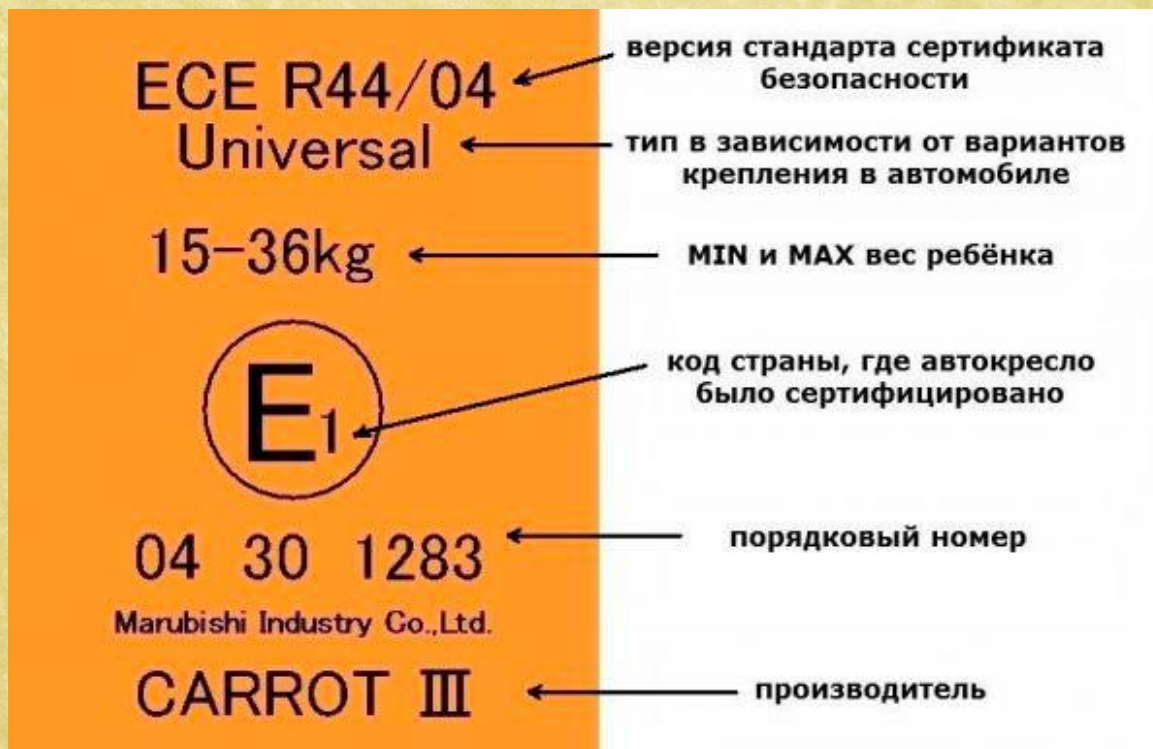 ECE R44/04
версия стандарта сертификата
безопасности
Universal
тип в зависимости от вариантов
крепления в автомобиле
15-36kg
MIN и MAX вес ребёнка
E1
код страны, где автокресло
было сертифицировано
04 30 1283
порядковый номер
Marubishi Industry Co.,Ltd.
CARROT III
производитель